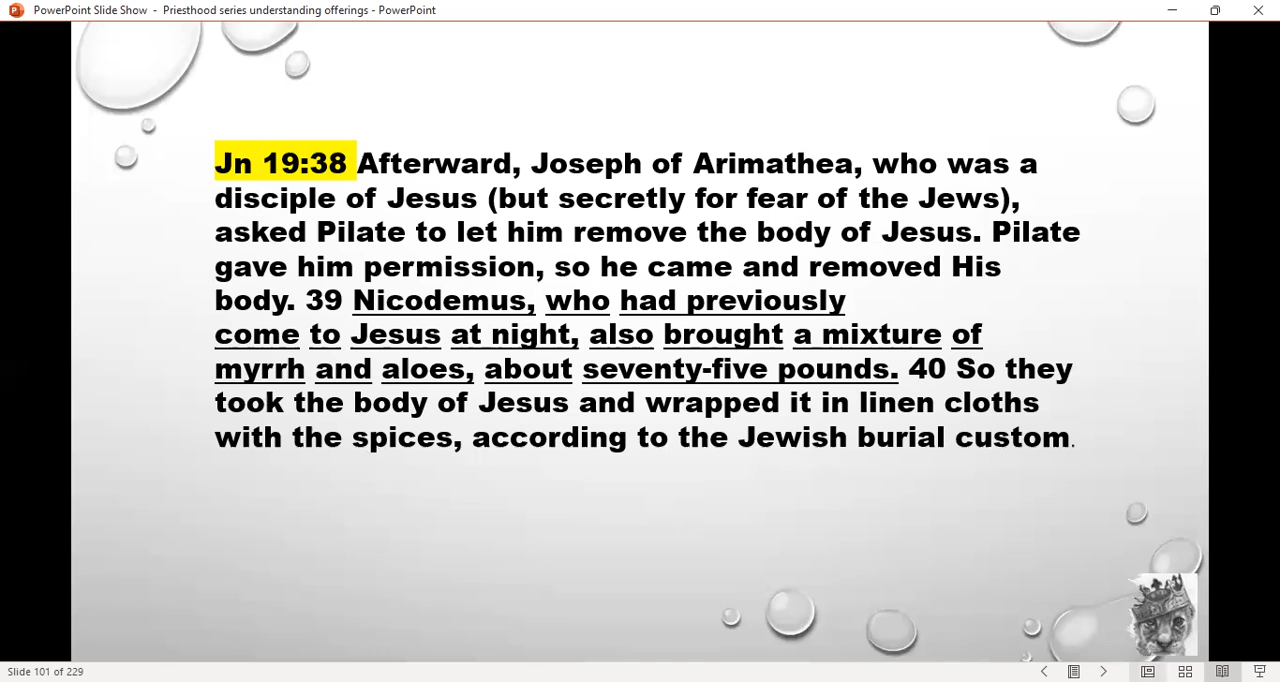 PowerPoint Slide Show - Priesthood series understanding offerings - PowerPoint
Jn 19:38 Afterward, Joseph of Arimathea, who was a
disciple of Jesus (but secretly for fear of the Jews),
asked Pilate to let him remove the body of Jesus. Pilate
gave him permission, so he came and removed His
body. 39 Nicodemus, who had previously
come to Jesus at night, also brought a mixture of
myrrh and aloes, about seventy-five pounds. 40 So they
took the body of Jesus and wrapped it in linen cloths
with the spices, according to the Jewish burial custom.
Slide 101 of 229